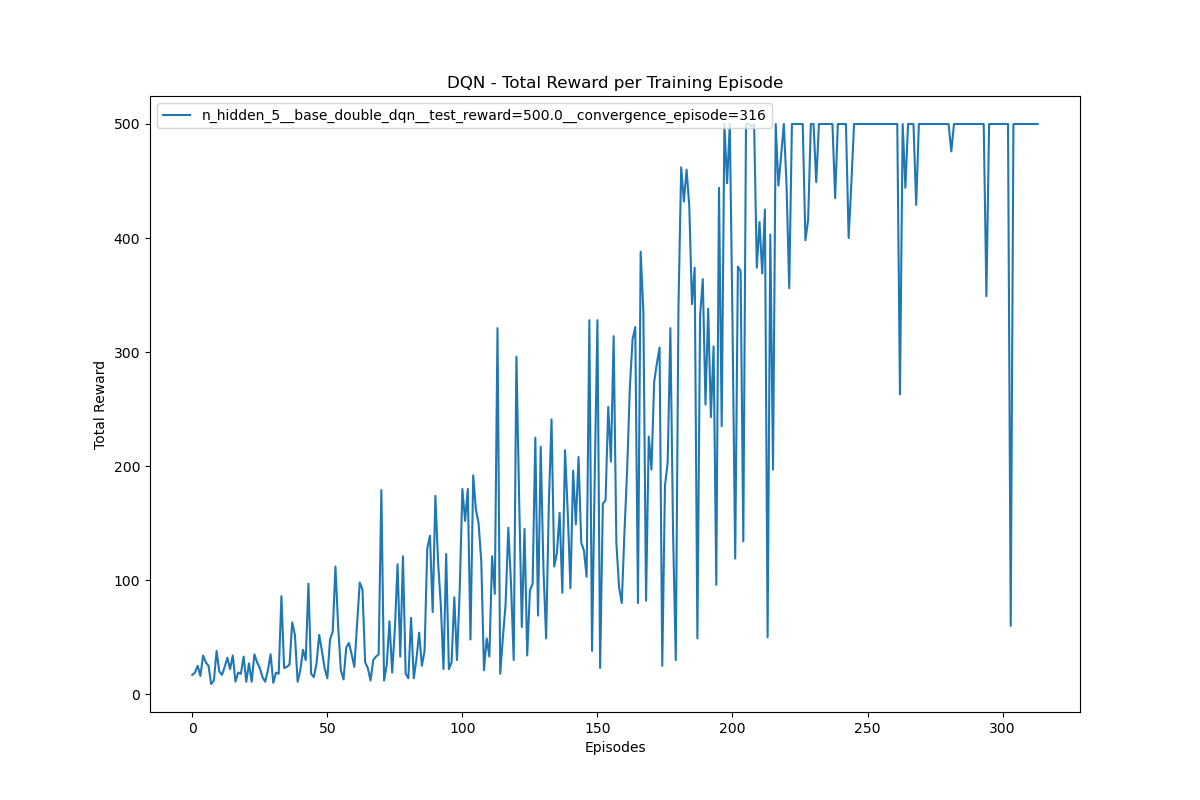 DQN - Total Reward per Training Episode
n_hidden_5__base_double_dqn__test_reward=500.0__convergence_episode=316
500
400
300
200
100
0
Total Reward
0 50 100 150 200 250 300
Episodes